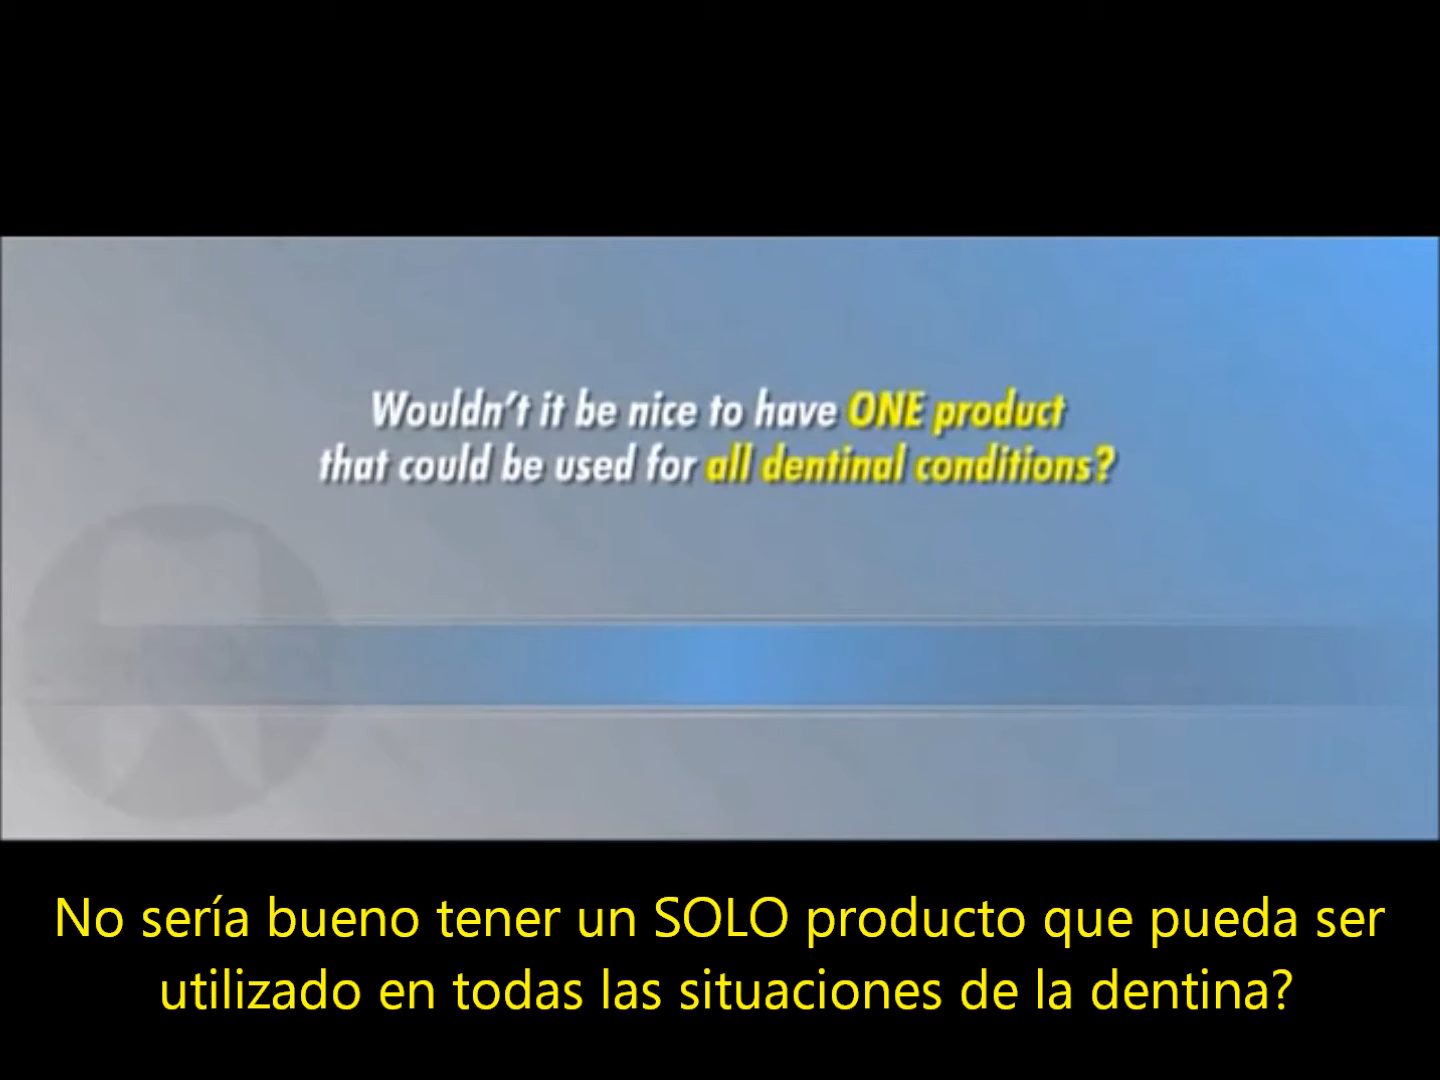 Wouldn't it be nice to have ONE product
that could be used for all dentinal conditions?
No sería bueno tener un SOLO producto que pueda ser
utilizado en todas las situaciones de la dentina?